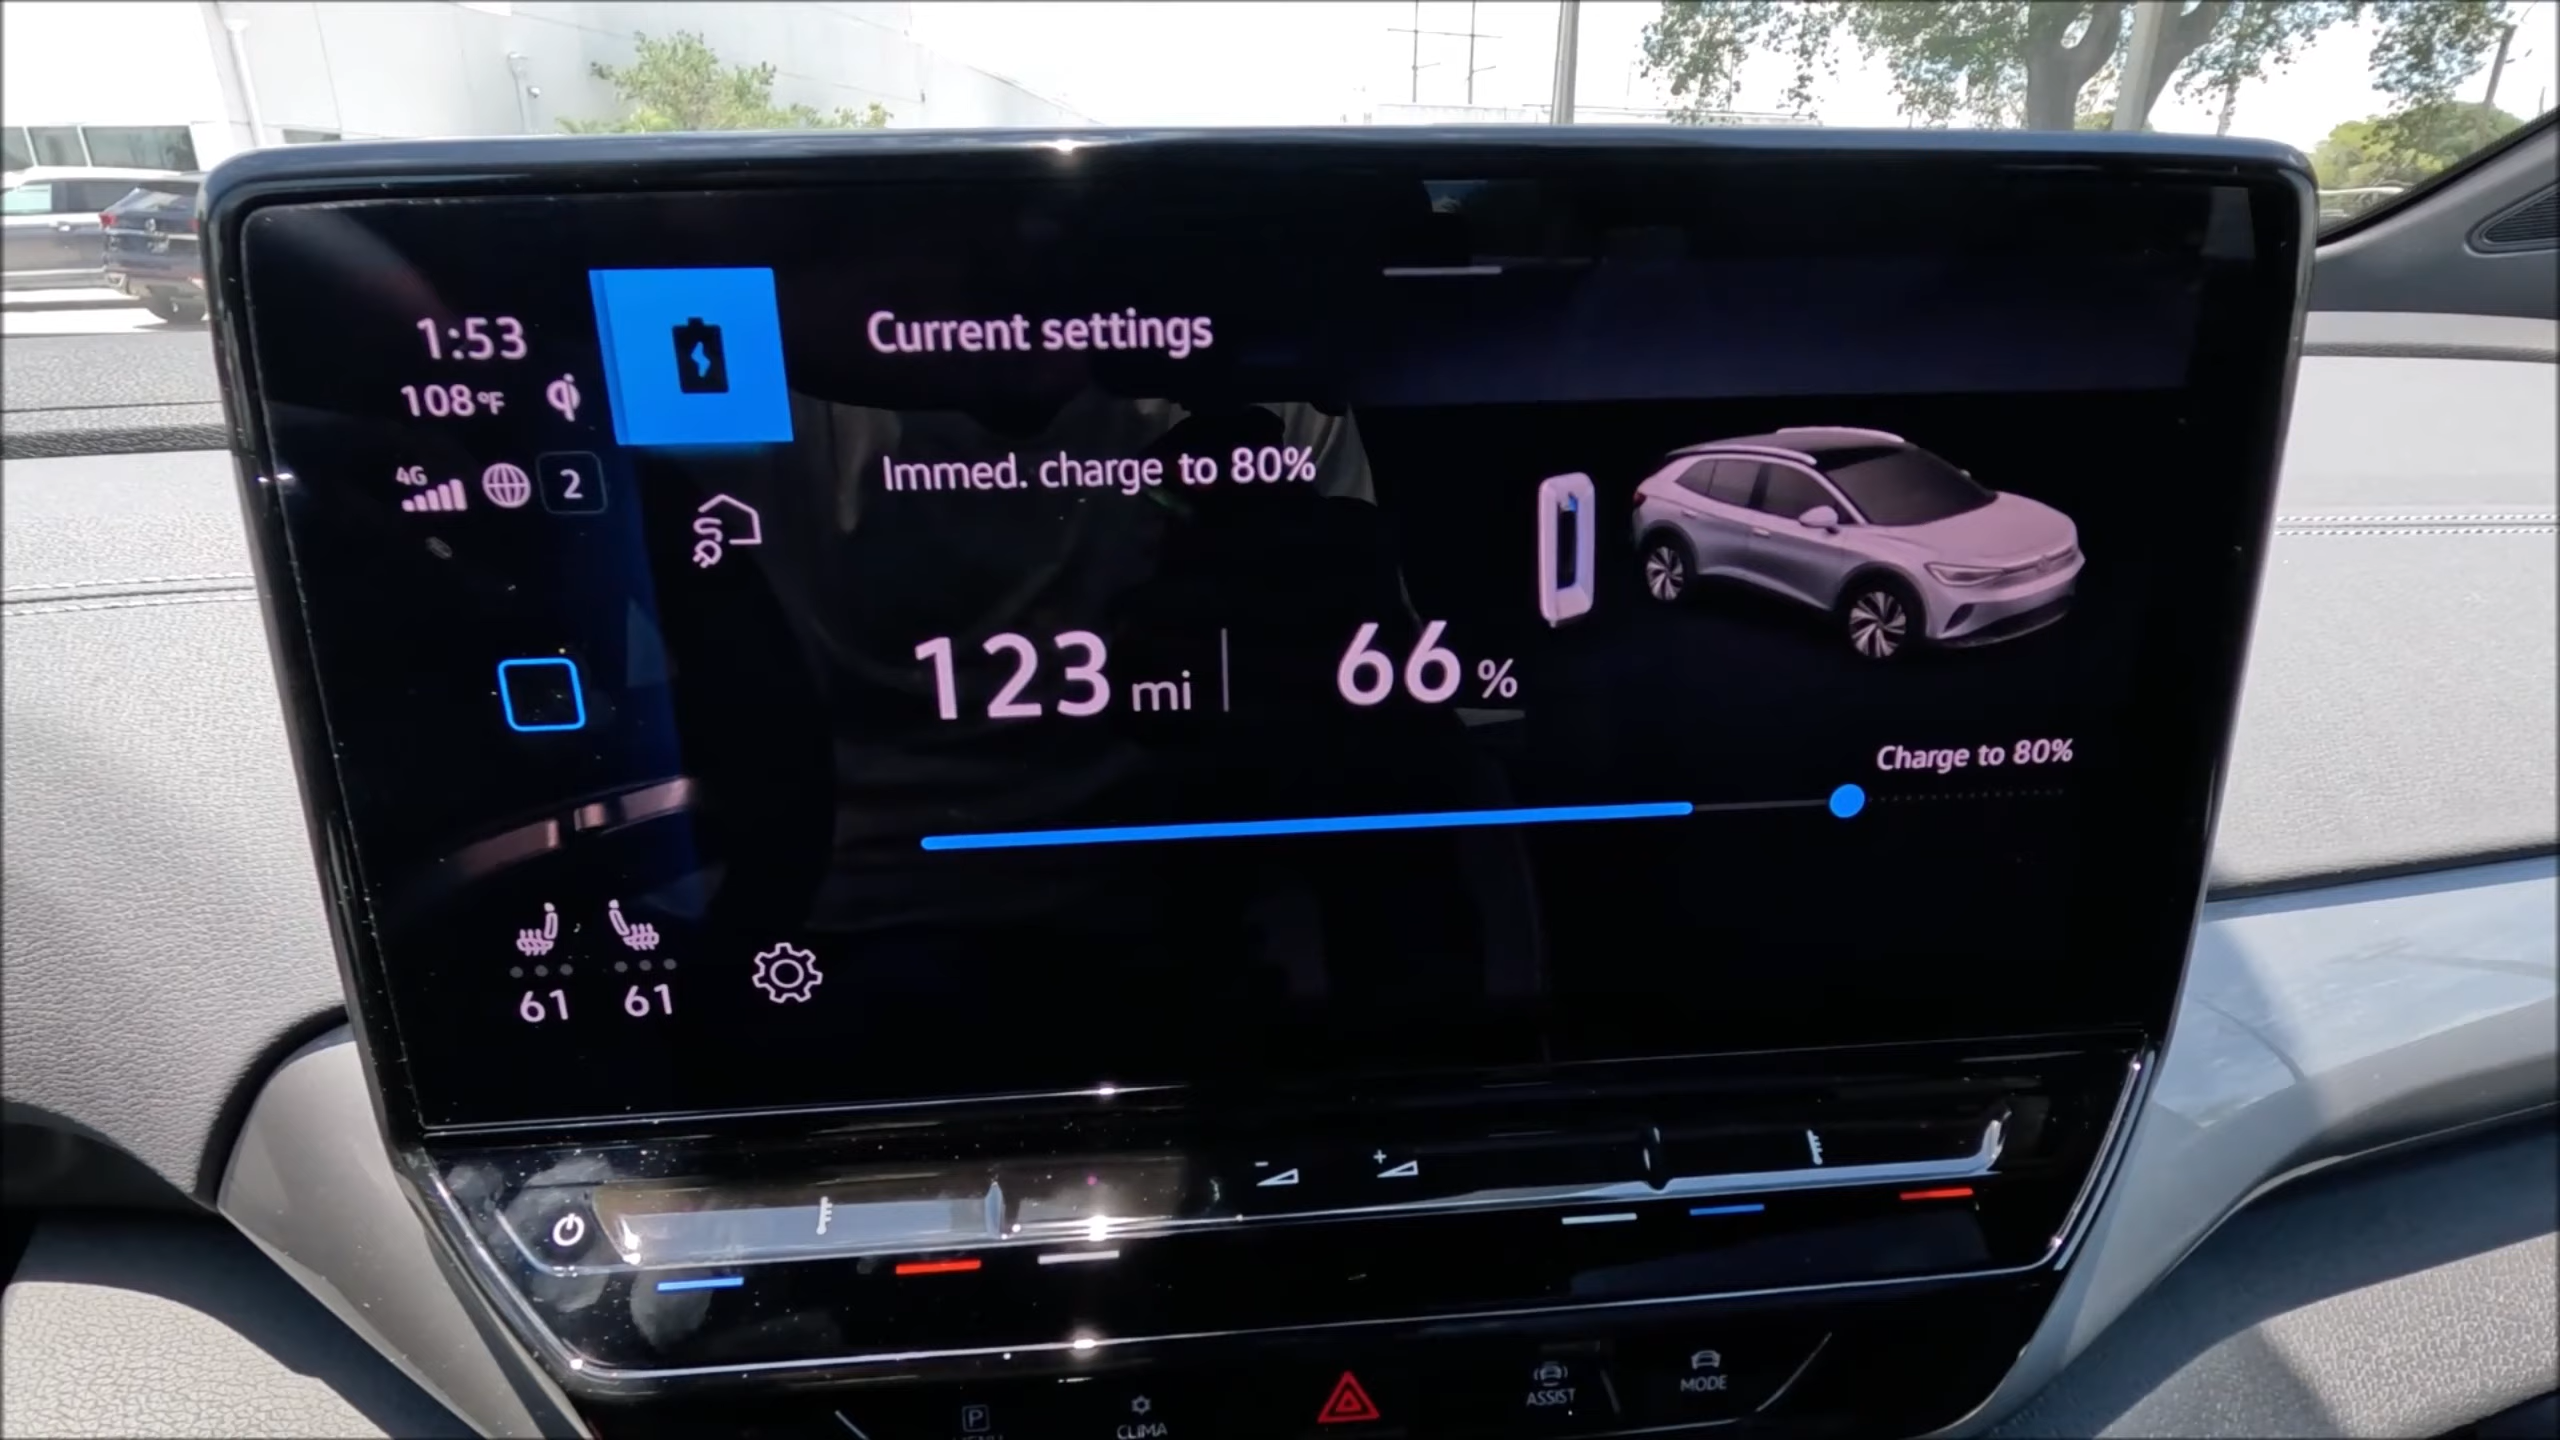 1:53
108°F
4G
2
Current settings
Immed. charge to 80%
123 mi
66 %
Charge to 80%
61 61
- +
P
CLIMA
ASSIST
MODE